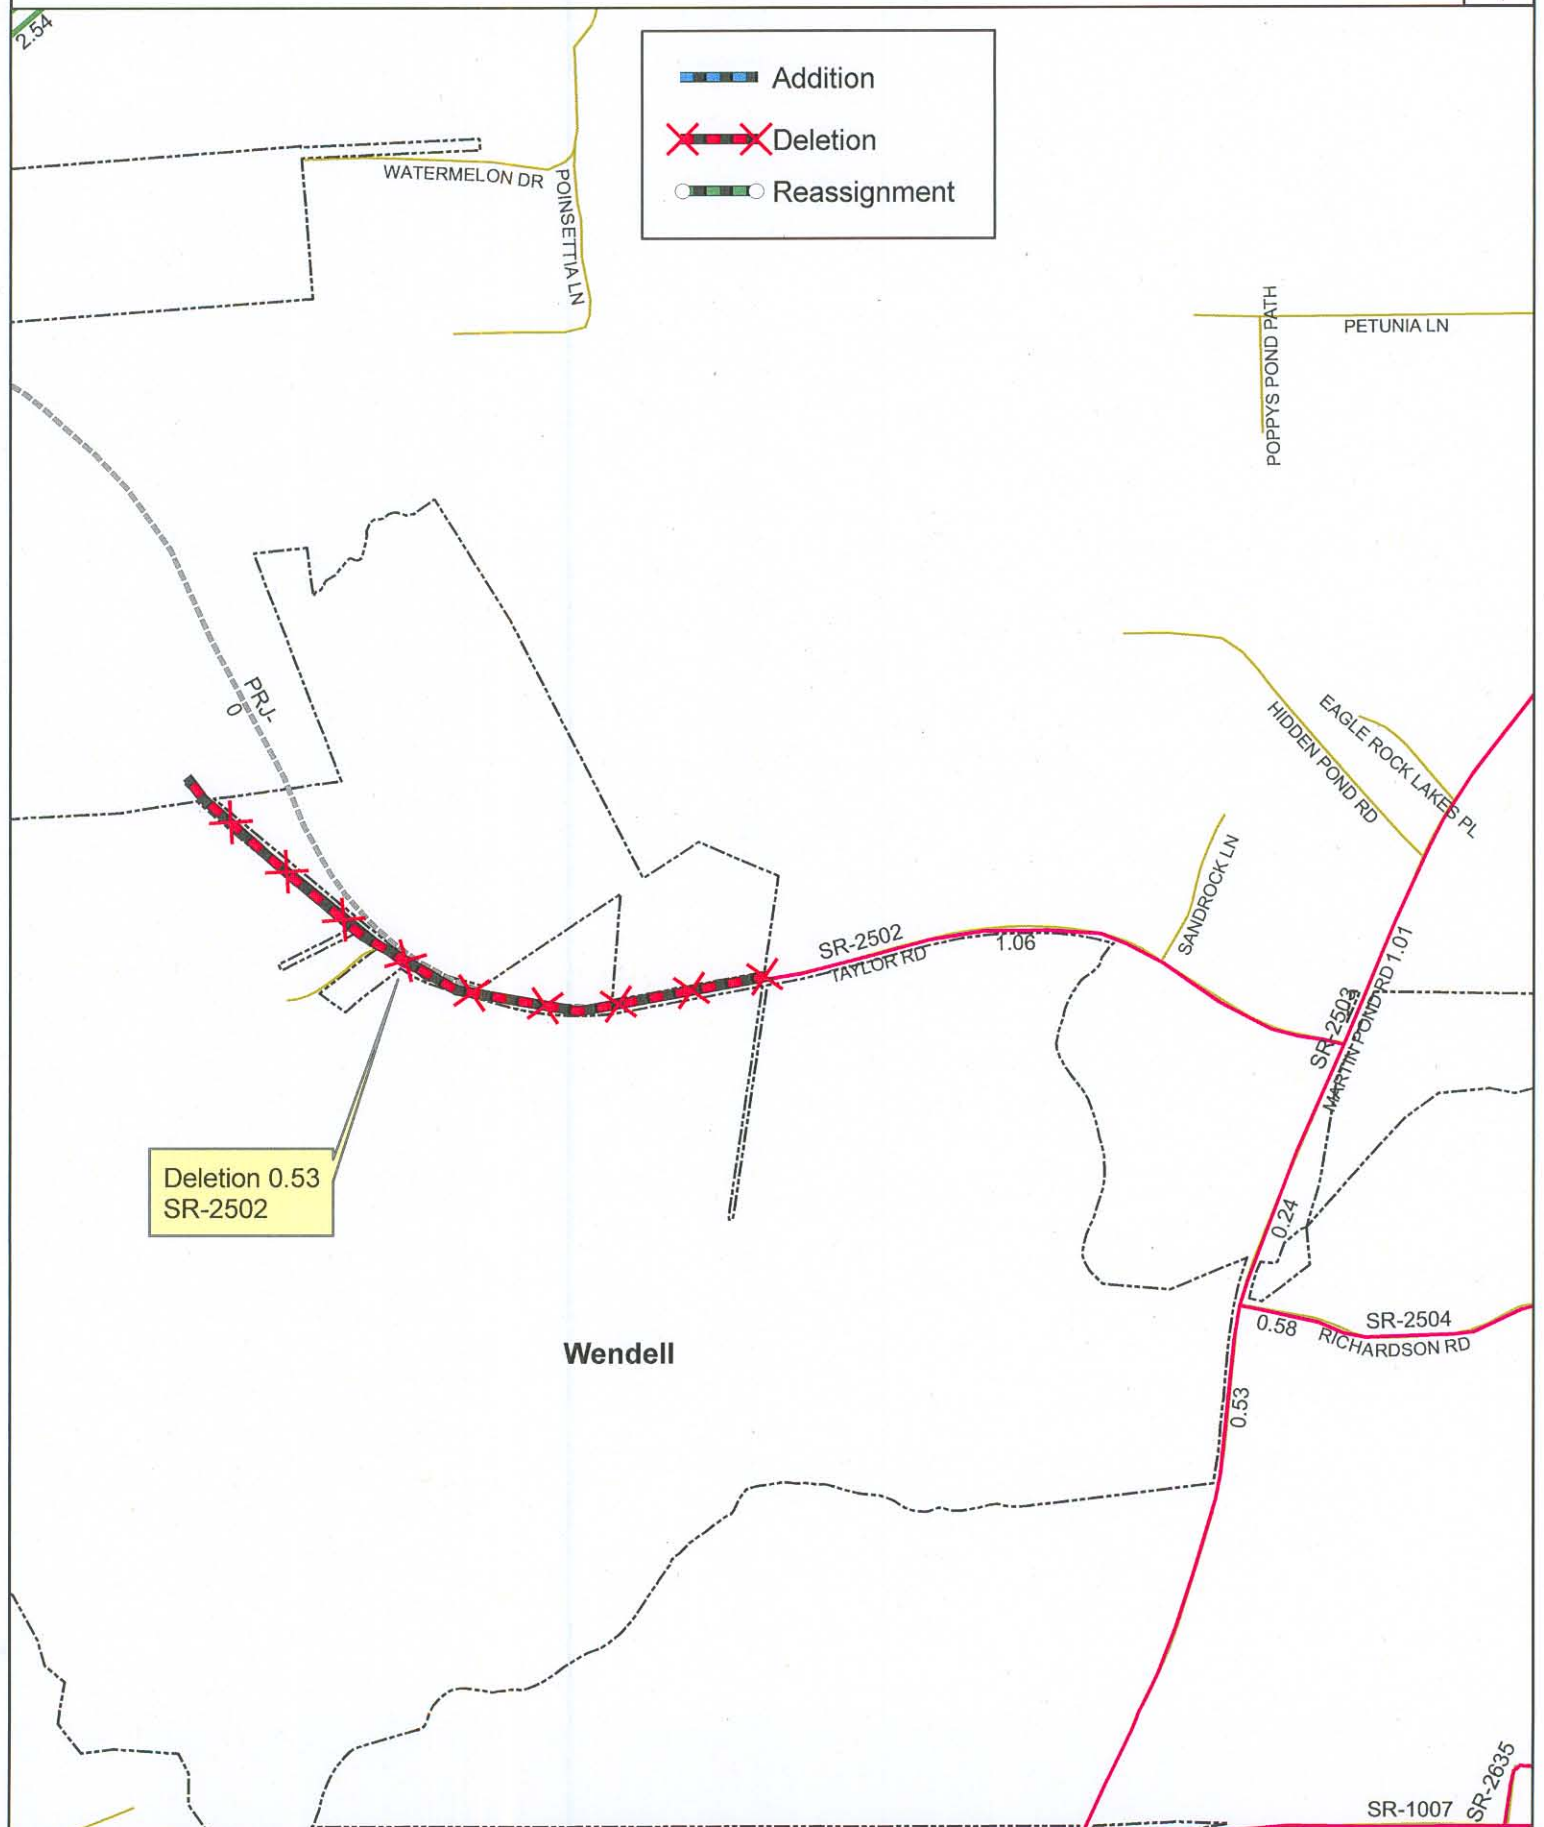 2.54
Addition
Deletion
Reassignment
WATERMELON DR
POINSETTIA LN
POPPYS POND PATH
PETUNIA LN
PRJ-
0
HIDDEN POND RD
EAGLE ROCK LAKES PL
SANDROCK LN
SR-2502
TAYLOR RD
1.06
SR-2503
MARTIN POND RD
1.01
Deletion 0.53
SR-2502
0.24
0.58
SR-2504
RICHARDSON RD
Wendell
0.53
SR-1007
SR-2635